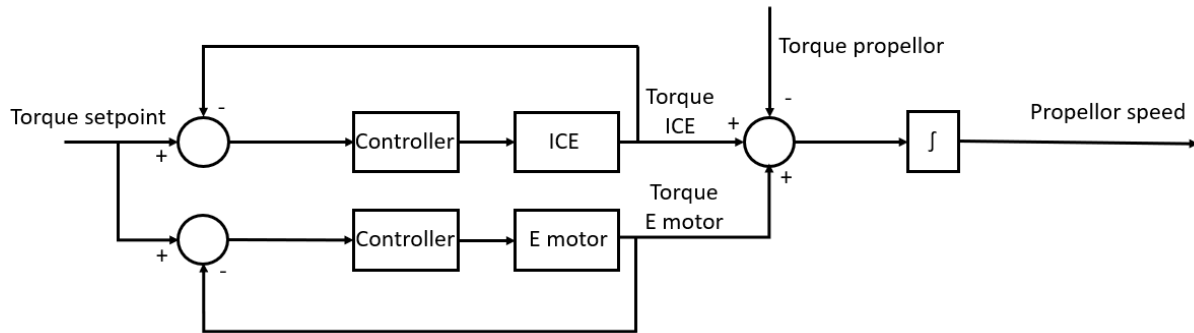 Torque propellor
Torque setpoint
-
+
Controller
ICE
Torque
ICE
+
-
+
∫
Propellor speed
+
-
Controller
E motor
Torque
E motor